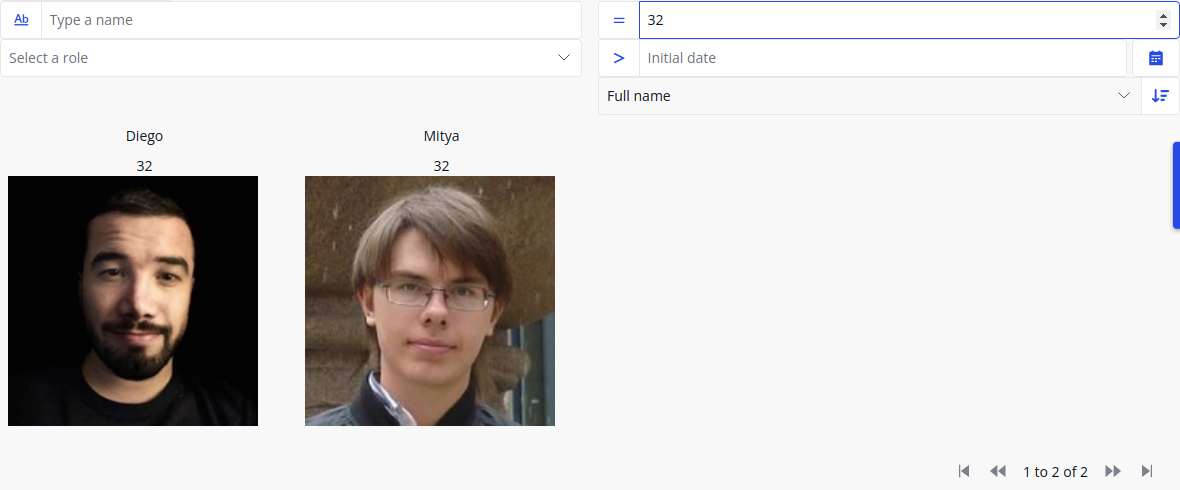 Ab Type a name
= 32
Select a role
> Initial date
Full name
Diego
Mitya
32
32
1 to 2 of 2